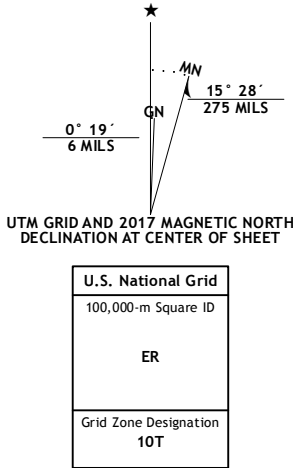 ★
MN
GN
15° 28´
275 MILS
0° 19´
6 MILS
UTM GRID AND 2017 MAGNETIC NORTH
DECLINATION AT CENTER OF SHEET
U.S. National Grid
100,000-m Square ID
ER
Grid Zone Designation
10T